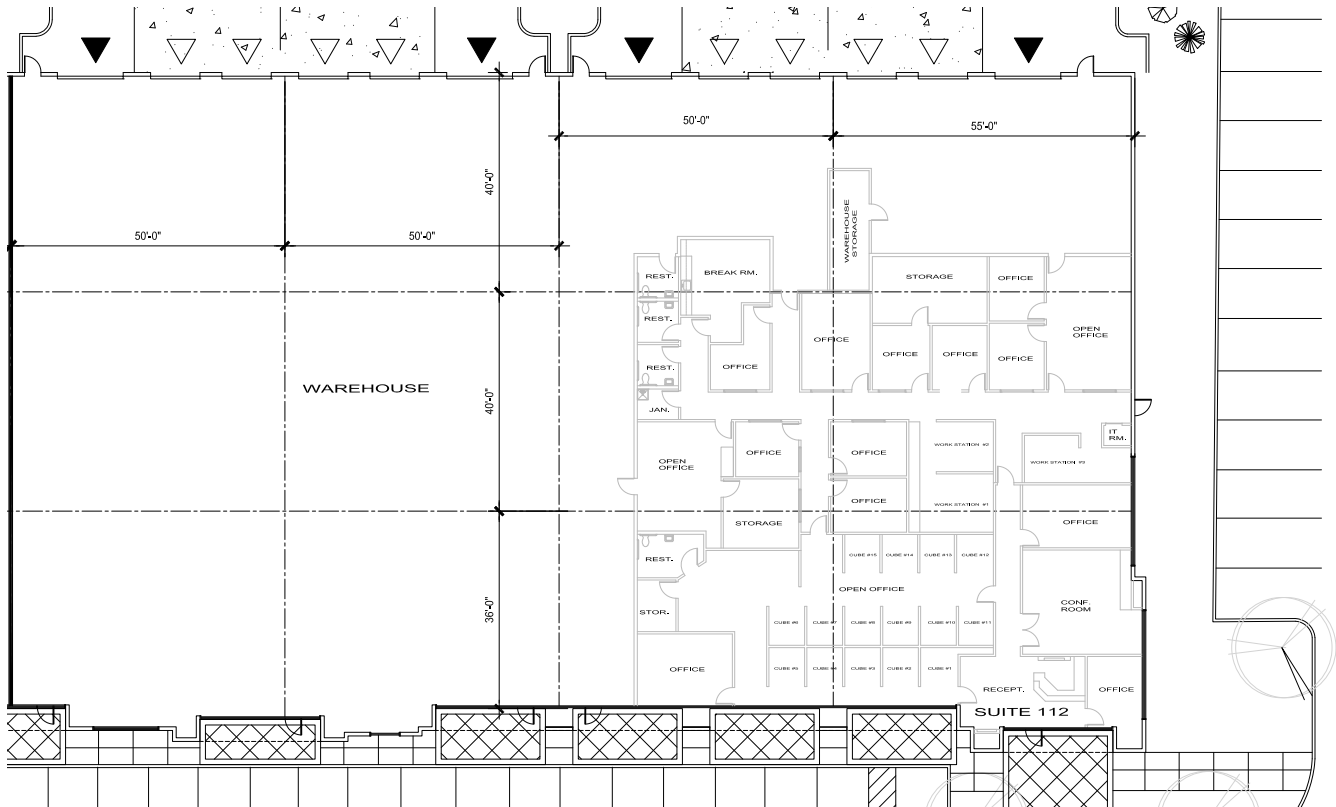 50'-0"
55'-0"
40'-0"
50'-0"
50'-0"
WAREHOUSE
STORAGE
REST.
BREAK RM.
STORAGE
OFFICE
REST.
OPEN
OFFICE
OFFICE
OFFICE
OFFICE
OFFICE
REST.
OFFICE
WAREHOUSE
40'-0"
JAN.
IT
RM.
WORK STATION #2
OPEN
OFFICE
OFFICE
OFFICE
WORK STATION #3
OFFICE
WORK STATION #1
STORAGE
OFFICE
REST.
CUBE #15
CUBE #14
CUBE #13
CUBE #12
OPEN OFFICE
36'-0"
STOR.
CONF.
ROOM
CUBE #6
CUBE #7
CUBE #8
CUBE #9
CUBE #10
CUBE #11
OFFICE
CUBE #5
CUBE #4
CUBE #3
CUBE #2
CUBE #1
RECEPT.
OFFICE
SUITE 112